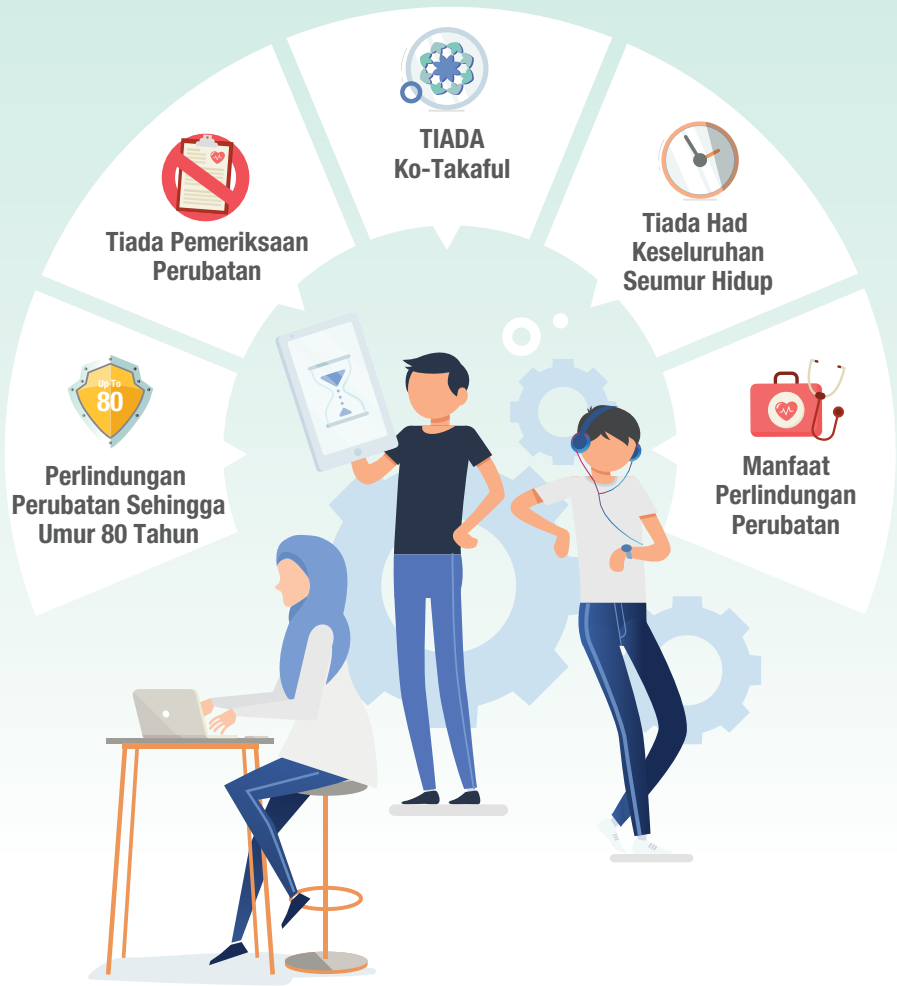 TIADA
Ko-Takaful
Tiada Pemeriksaan
Perubatan
Tiada Had
Keseluruhan
Seumur Hidup
Up To
80
Perlindungan
Perubatan Sehingga
Umur 80 Tahun
Manfaat
Perlindungan
Perubatan